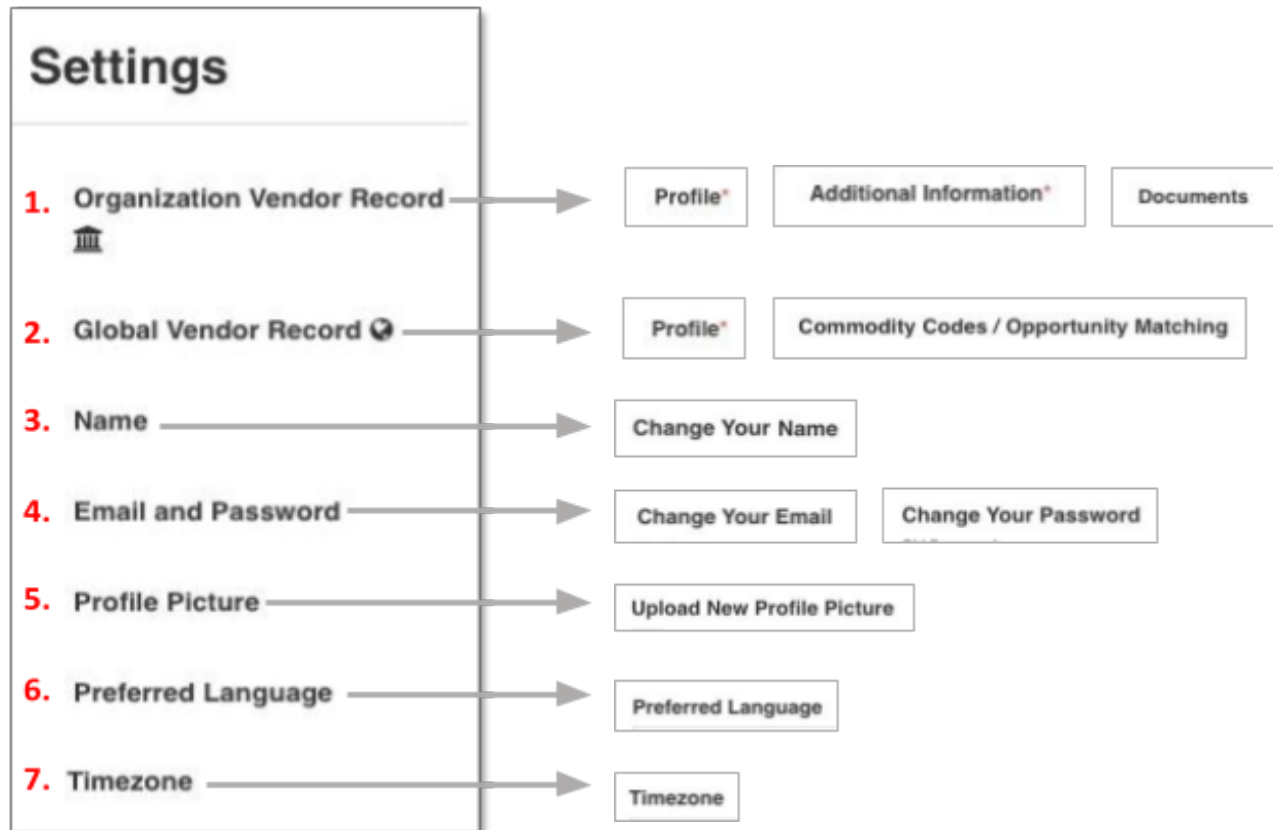 Settings
1. Organization Vendor Record
Profile* Additional Information* Documents
2. Global Vendor Record
Profile* Commodity Codes / Opportunity Matching
3. Name
Change Your Name
4. Email and Password
Change Your Email Change Your Password
5. Profile Picture
Upload New Profile Picture
6. Preferred Language
Preferred Language
7. Timezone
Timezone